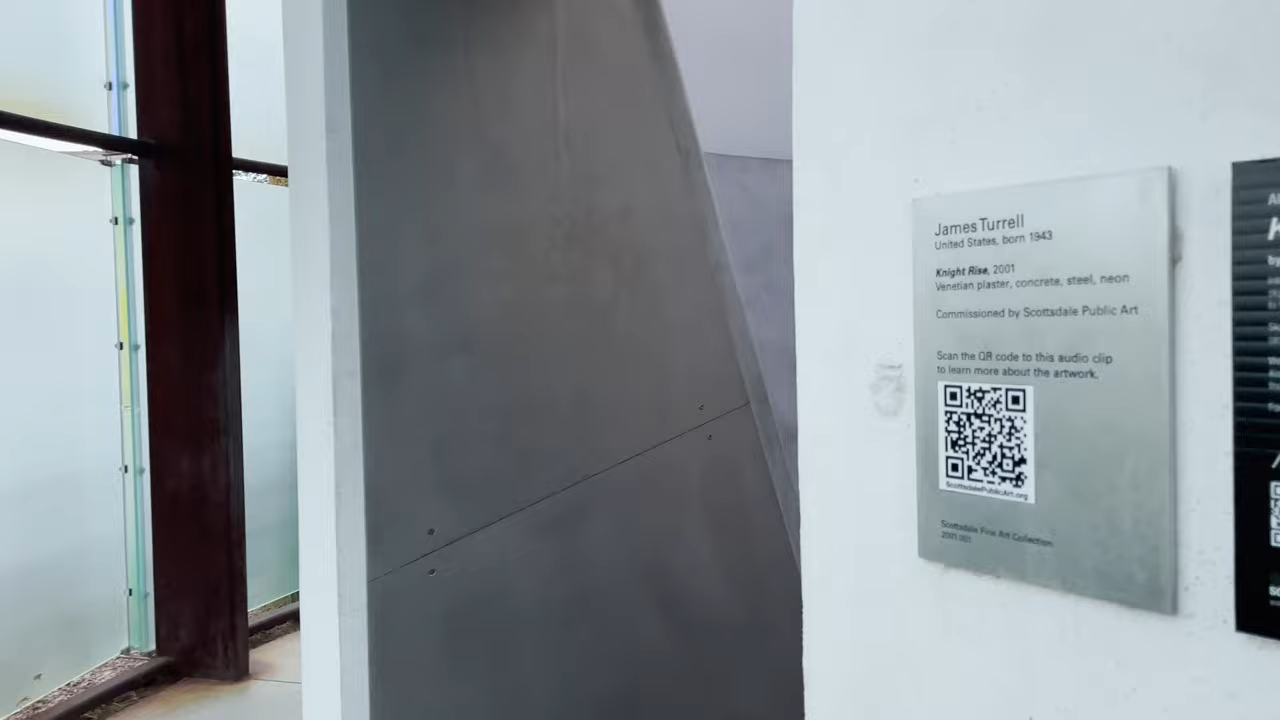 James Turrell
United States, born 1943
Knight Rise, 2001
Venetian plaster, concrete, steel, neon
Commissioned by Scottsdale Public Art
Scan the QR code to this audio clip
to learn more about the artwork.
ScottsdalePublicArt.org
Scottsdale Fine Art Collection
2001.001